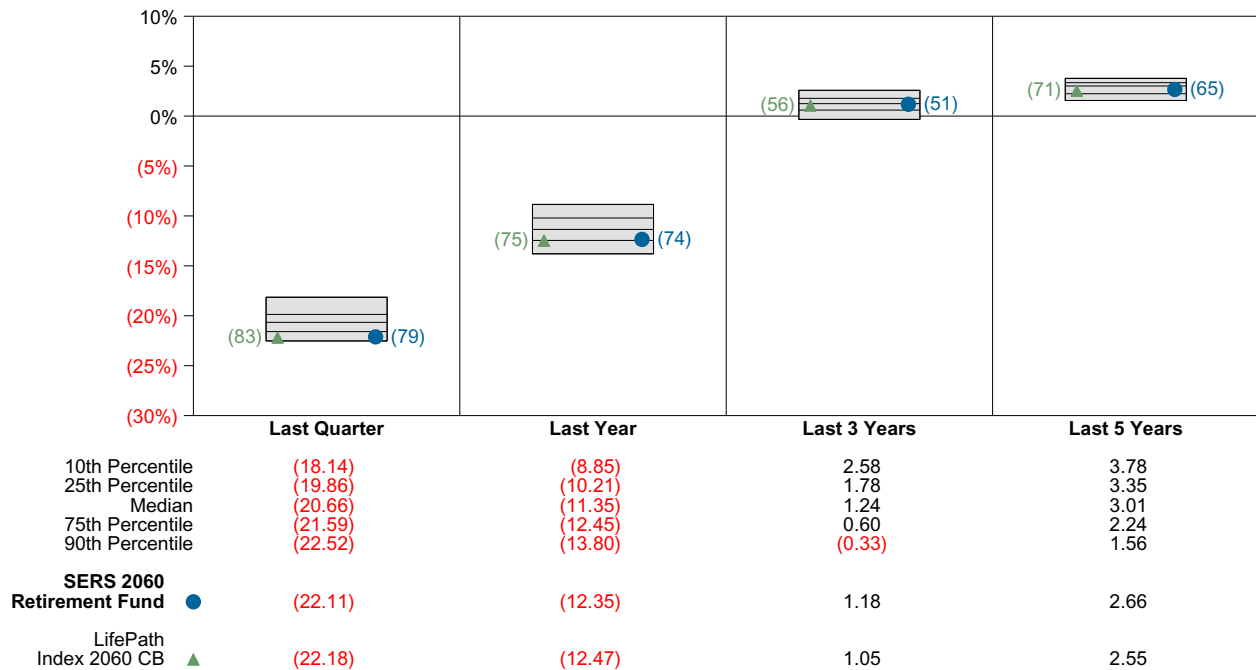 10%
5%
0%
(5%)
(10%)
(15%)
(20%)
(25%)
(30%)
(83) (79)
(75) (74)
(56) (51)
(71) (65)
Last Quarter Last Year Last 3 Years Last 5 Years
10th Percentile (18.14) (8.85) 2.58 3.78
25th Percentile (19.86) (10.21) 1.78 3.35
Median (20.66) (11.35) 1.24 3.01
75th Percentile (21.59) (12.45) 0.60 2.24
90th Percentile (22.52) (13.80) (0.33) 1.56
SERS 2060
Retirement Fund (22.11) (12.35) 1.18 2.66
LifePath
Index 2060 CB (22.18) (12.47) 1.05 2.55